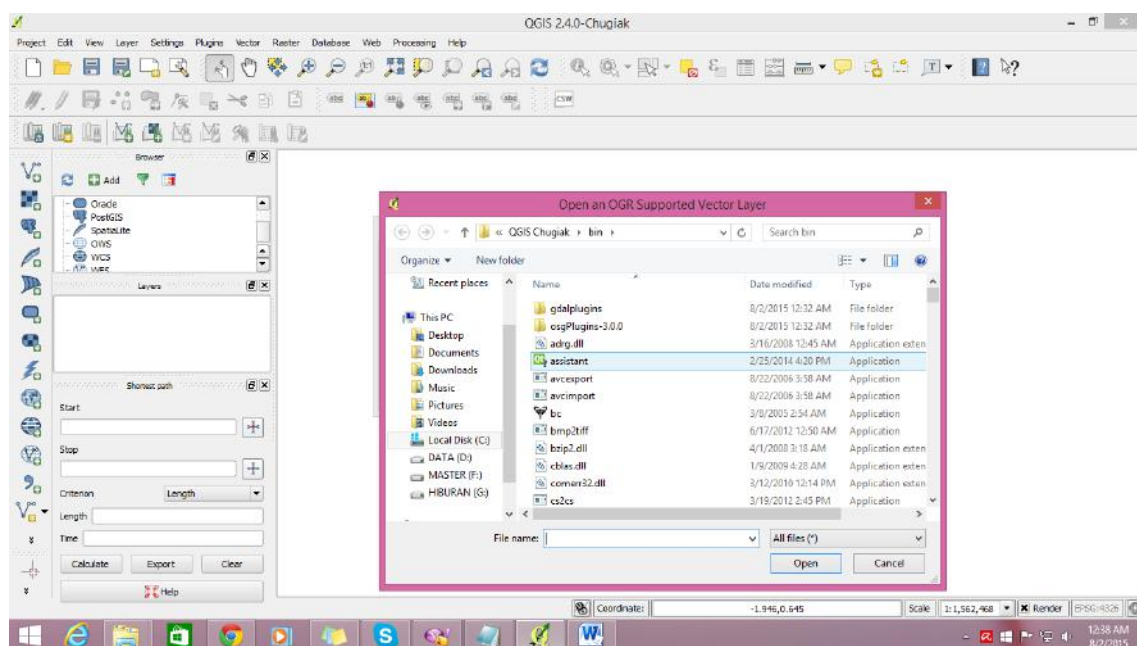 QGIS 2.4.0-Chugiak
Project Edit View Layer Settings Plugins Vector Raster Database Web Processing Help
CSW
Browser
Add
Oracle
PostGIS
SpatiaLite
OWS
WCS
WFS
Layers
Shortest path
Start
Stop
Criterion Length
Length
Time
Calculate Export Clear
Help
Open an OGR Supported Vector Layer
« QGIS Chugiak › bin ›
Search bin
Organize New folder
Recent places
This PC
Desktop
Documents
Downloads
Music
Pictures
Videos
Local Disk (C:)
DATA (D:)
MASTER (F:)
HIBURAN (G:)
Name Date modified Type
gdalplugins 8/2/2015 12:32 AM File folder
osgPlugins-3.0.0 8/2/2015 12:32 AM File folder
adrg.dll 3/16/2008 12:45 AM Application exten
assistant 2/25/2014 4:20 PM Application
avcexport 8/22/2006 3:58 AM Application
avcimport 8/22/2006 3:58 AM Application
bc 3/8/2005 2:54 AM Application
bmp2tiff 6/17/2012 12:50 AM Application
bzip2.dll 4/1/2008 3:18 AM Application exten
cblas.dll 1/9/2009 4:28 AM Application exten
comerr32.dll 3/12/2010 12:14 PM Application exten
cs2cs 3/19/2012 2:45 PM Application
File name: All files (*)
Open Cancel
Coordinate: -1.946,0.645 Scale 1:1,562,468 Render EPSG:4326
12:38 AM
8/2/2015